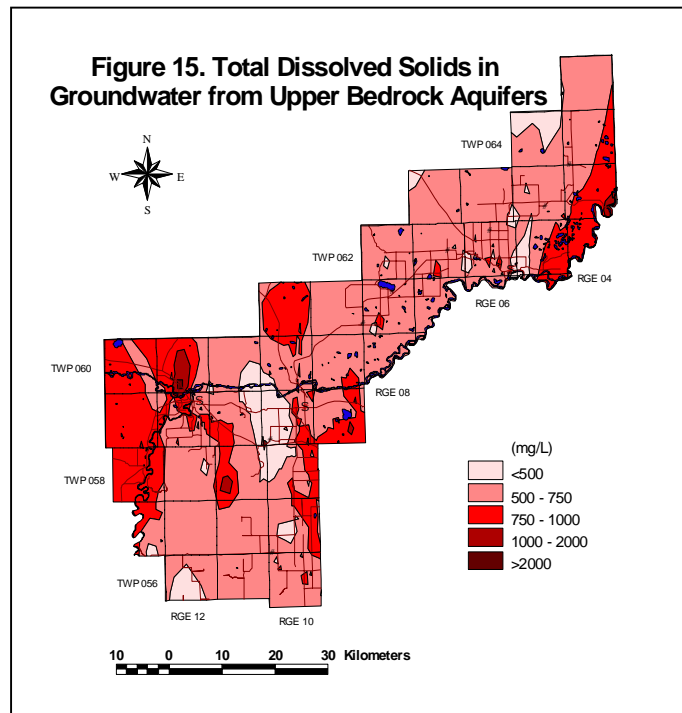 Figure 15. Total Dissolved Solids in
Groundwater from Upper Bedrock Aquifers
N
W E
S
TWP 064
TWP 062
RGE 04
RGE 06
TWP 060
RGE 08
S
S
S
TWP 058
(mg/L)
<500
500 - 750
750 - 1000
1000 - 2000
>2000
TWP 056
RGE 12
RGE 10
10 0 10 20 30 Kilometers